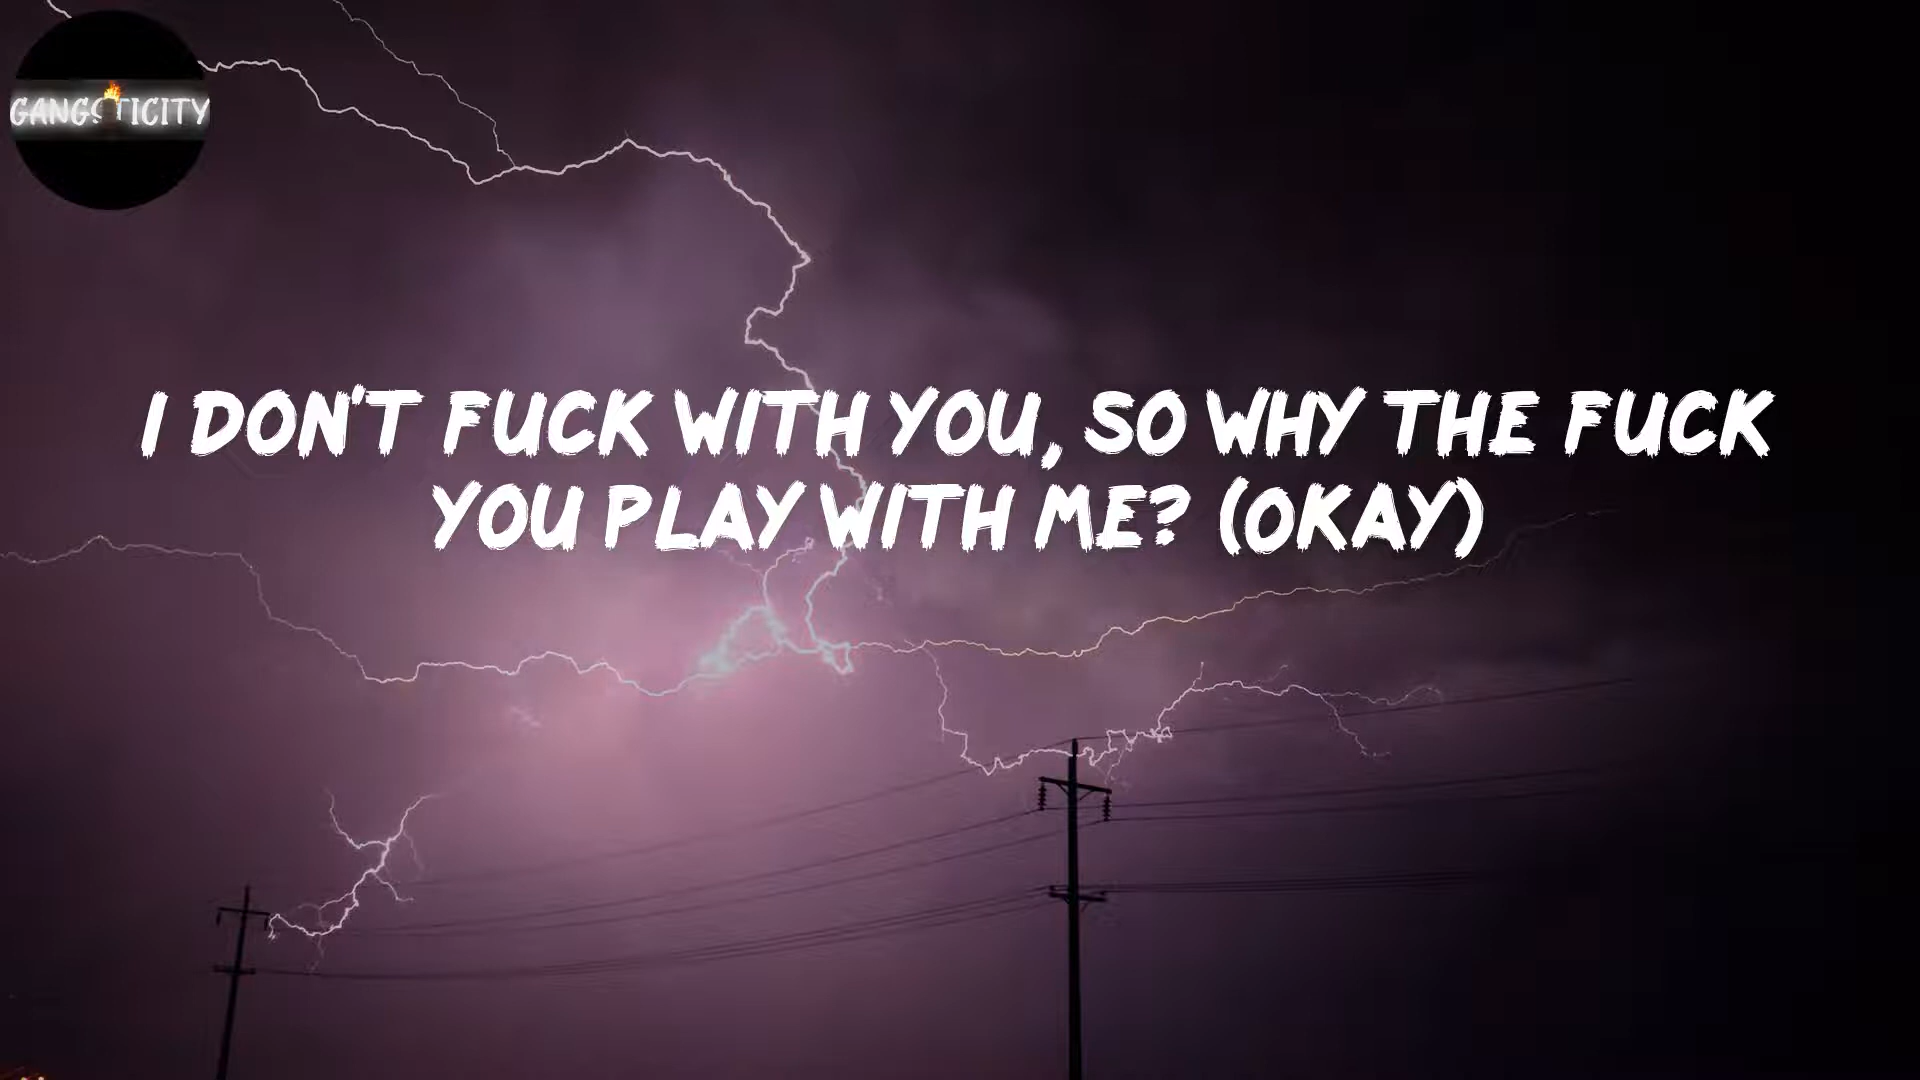 GANGSTICITY
I DON'T FUCK WITH YOU, SO WHY THE FUCK
YOU PLAY WITH ME? (OKAY)